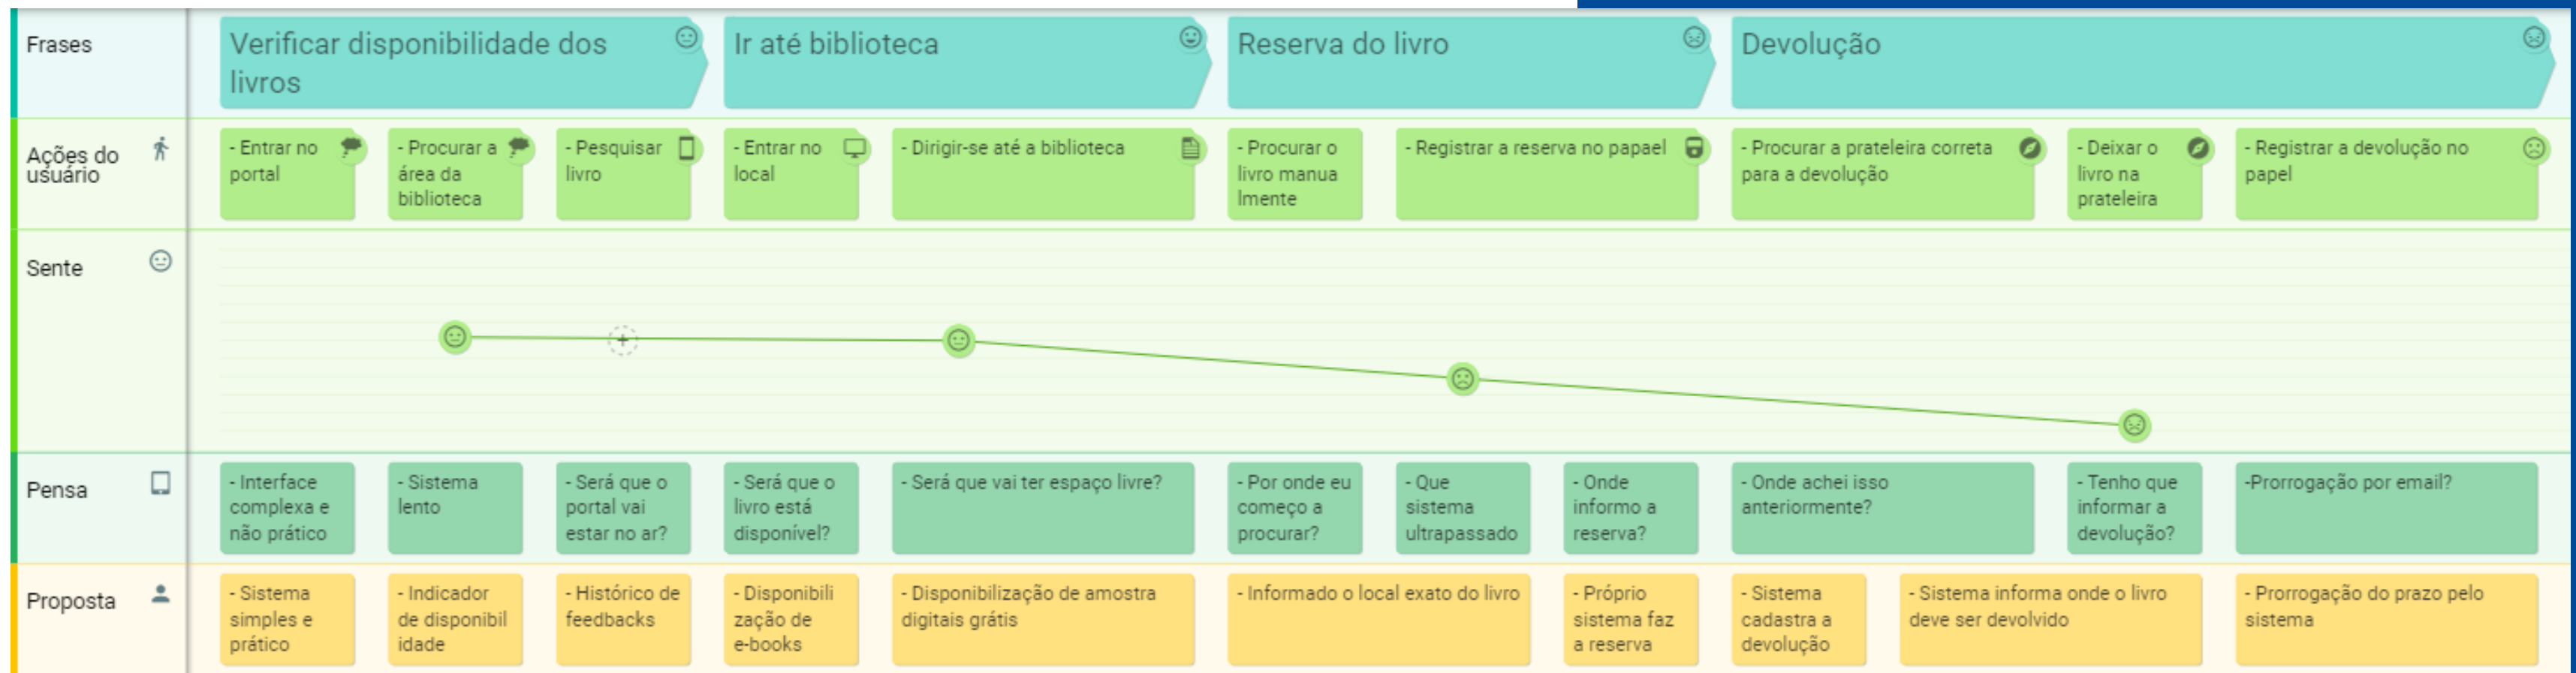 Frases
Verificar disponibilidade dos
livros
Ir até biblioteca
Reserva do livro
Devolução
Ações do
usuário
- Entrar no
portal
- Procurar a
área da
biblioteca
- Pesquisar
livro
- Entrar no
local
- Dirigir-se até a biblioteca
- Procurar o
livro manua
lmente
- Registrar a reserva no papael
- Procurar a prateleira correta
para a devolução
- Deixar o
livro na
prateleira
- Registrar a devolução no
papel
Sente
Pensa
- Interface
complexa e
não prático
- Sistema
lento
- Será que o
portal vai
estar no ar?
- Será que o
livro está
disponível?
- Será que vai ter espaço livre?
- Por onde eu
começo a
procurar?
- Que
sistema
ultrapassado
- Onde
informo a
reserva?
- Onde achei isso
anteriormente?
- Tenho que
informar a
devolução?
-Prorrogação por email?
Proposta
- Sistema
simples e
prático
- Indicador
de disponibil
idade
- Histórico de
feedbacks
- Disponibili
zação de
e-books
- Disponibilização de amostra
digitais grátis
- Informado o local exato do livro
- Próprio
sistema faz
a reserva
- Sistema
cadastra a
devolução
- Sistema informa onde o livro
deve ser devolvido
- Prorrogação do prazo pelo
sistema